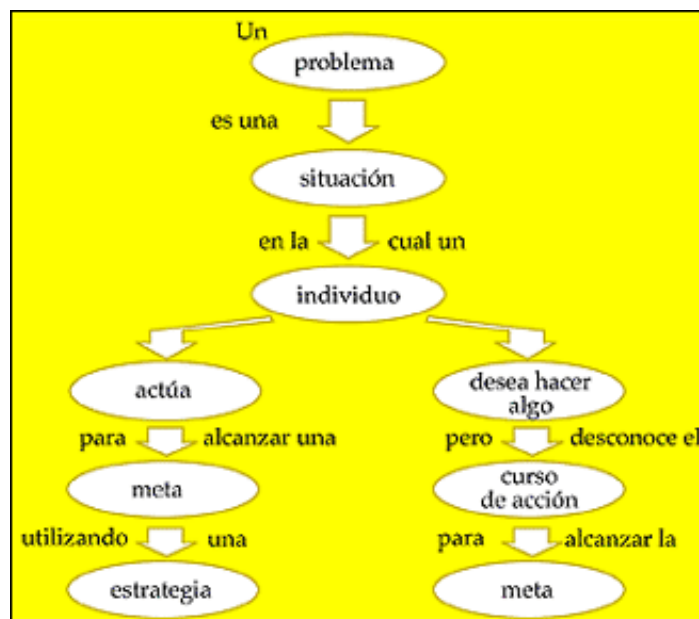 Un
problema
es una
situación
en la cual un
individuo
actúa
para alcanzar una
meta
utilizando una
estrategia
desea hacer
algo
pero desconoce el
curso
de acción
para alcanzar la
meta